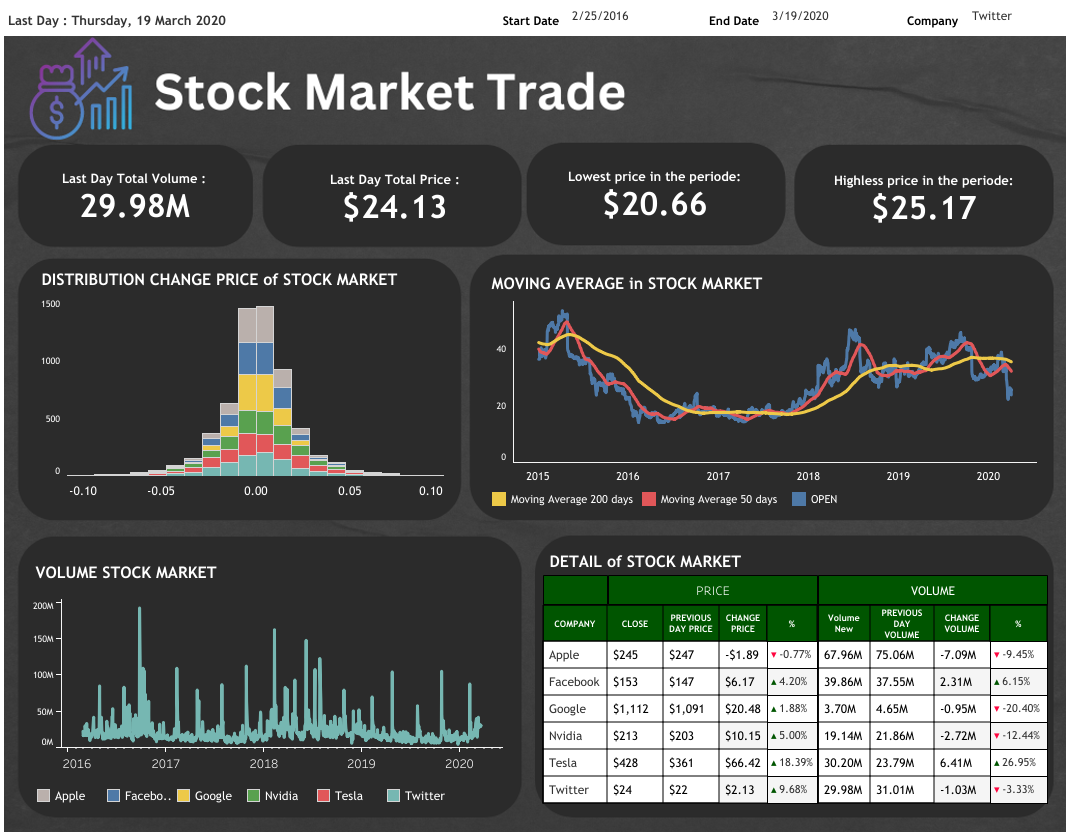 Last Day : Thursday, 19 March 2020
Start Date 2/25/2016
End Date 3/19/2020
Company Twitter
$
Stock Market Trade
Last Day Total Volume :
29.98M
Last Day Total Price :
$24.13
Lowest price in the periode:
$20.66
Highless price in the periode:
$25.17
DISTRIBUTION CHANGE PRICE of STOCK MARKET
1500
1000
500
0
-0.10 -0.05 0.00 0.05 0.10
MOVING AVERAGE in STOCK MARKET
40
20
0
2015 2016 2017 2018 2019 2020
Moving Average 200 days Moving Average 50 days OPEN
VOLUME STOCK MARKET
200M
150M
100M
50M
0M
2016 2017 2018 2019 2020
Apple Facebo.. Google Nvidia Tesla Twitter
DETAIL of STOCK MARKET
PRICE VOLUME
COMPANY CLOSE PREVIOUS DAY PRICE CHANGE PRICE % Volume New PREVIOUS DAY VOLUME CHANGE VOLUME %
Apple $245 $247 -$1.89 ▼ -0.77% 67.96M 75.06M -7.09M ▼ -9.45%
Facebook $153 $147 $6.17 ▲ 4.20% 39.86M 37.55M 2.31M ▲ 6.15%
Google $1,112 $1,091 $20.48 ▲ 1.88% 3.70M 4.65M -0.95M ▼ -20.40%
Nvidia $213 $203 $10.15 ▲ 5.00% 19.14M 21.86M -2.72M ▼ -12.44%
Tesla $428 $361 $66.42 ▲ 18.39% 30.20M 23.79M 6.41M ▲ 26.95%
Twitter $24 $22 $2.13 ▲ 9.68% 29.98M 31.01M -1.03M ▼ -3.33%